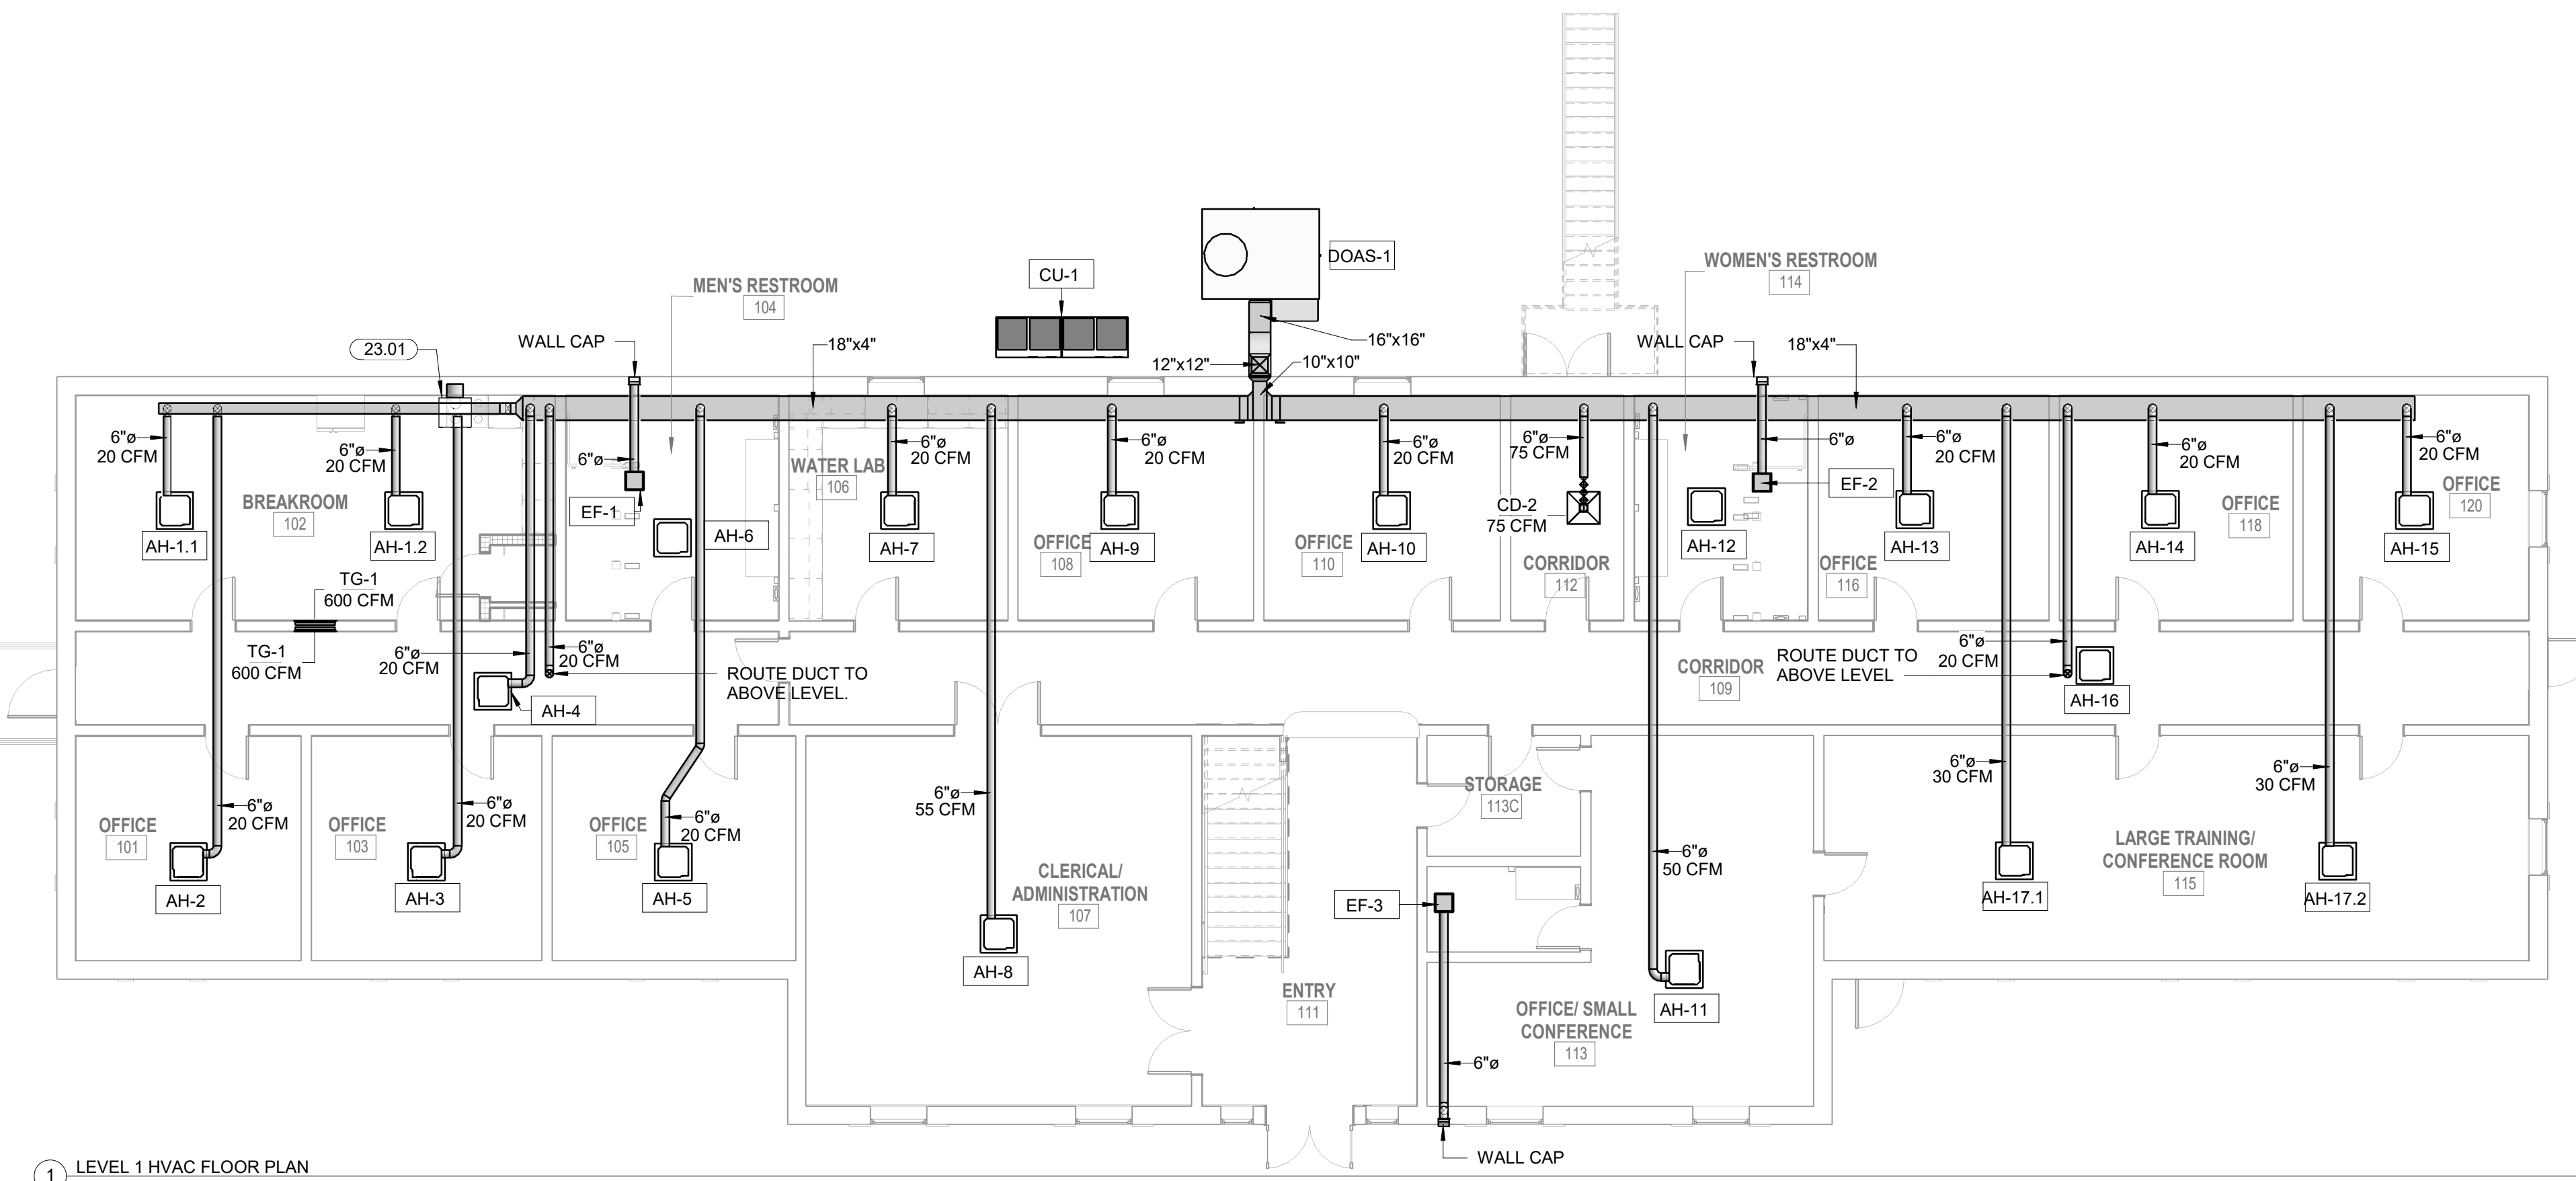 DOAS-1
CU-1
MEN'S RESTROOM
104
WOMEN'S RESTROOM
114
23.01
WALL CAP
18"x4"
12"x12"
16"x16"
10"x10"
WALL CAP
18"x4"
6"ø
20 CFM
6"ø
20 CFM
6"ø
6"ø
20 CFM
6"ø
20 CFM
6"ø
20 CFM
6"ø
75 CFM
6"ø
6"ø
20 CFM
6"ø
20 CFM
6"ø
20 CFM
BREAKROOM
102
WATER LAB
106
EF-1
CD-2
75 CFM
EF-2
OFFICE
118
OFFICE
120
AH-1.1
AH-1.2
AH-6
AH-7
OFFICE
108
AH-9
OFFICE
110
AH-10
CORRIDOR
112
AH-12
OFFICE
116
AH-13
AH-14
AH-15
TG-1
600 CFM
TG-1
600 CFM
6"ø
20 CFM
6"ø
20 CFM
ROUTE DUCT TO
ABOVE LEVEL.
AH-4
CORRIDOR
109
ROUTE DUCT TO
ABOVE LEVEL
6"ø
20 CFM
AH-16
OFFICE
101
6"ø
20 CFM
OFFICE
103
6"ø
20 CFM
OFFICE
105
6"ø
20 CFM
6"ø
55 CFM
STORAGE
113C
6"ø
50 CFM
6"ø
30 CFM
6"ø
30 CFM
LARGE TRAINING/
CONFERENCE ROOM
115
AH-2
AH-3
AH-5
CLERICAL/
ADMINISTRATION
107
AH-8
EF-3
AH-17.1
AH-17.2
ENTRY
111
OFFICE/ SMALL
CONFERENCE
113
AH-11
6"ø
WALL CAP
1
LEVEL 1 HVAC FLOOR PLAN